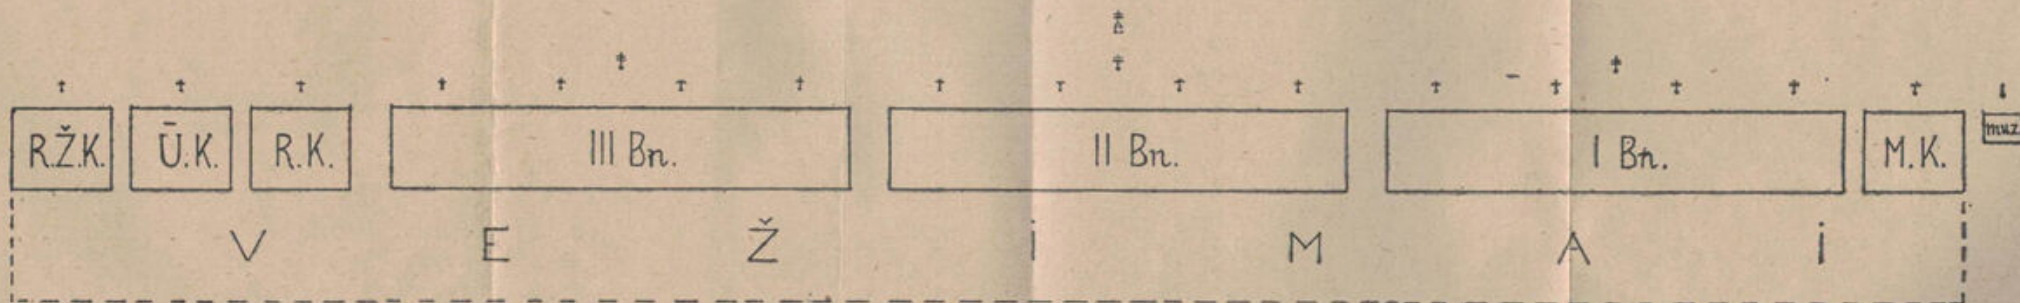 R.Ž.K. Ū.K. R.K. III Bn. II Bn. I Bn. M.K. muz.
V E Ž I M A I